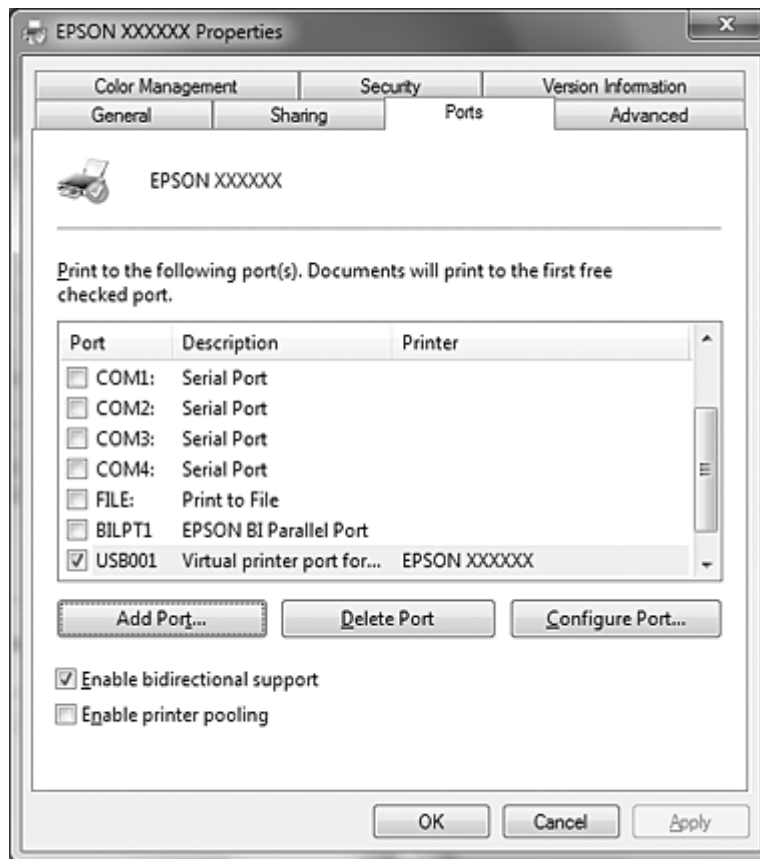 EPSON XXXXXX Properties
Color Management Security Version Information
General Sharing Ports Advanced
EPSON XXXXXX
Print to the following port(s). Documents will print to the first free
checked port.
Port Description Printer
COM1: Serial Port
COM2: Serial Port
COM3: Serial Port
COM4: Serial Port
FILE: Print to File
BILPT1 EPSON BI Parallel Port
USB001 Virtual printer port for... EPSON XXXXXX
Add Port... Delete Port Configure Port...
Enable bidirectional support
Enable printer pooling
OK Cancel Apply